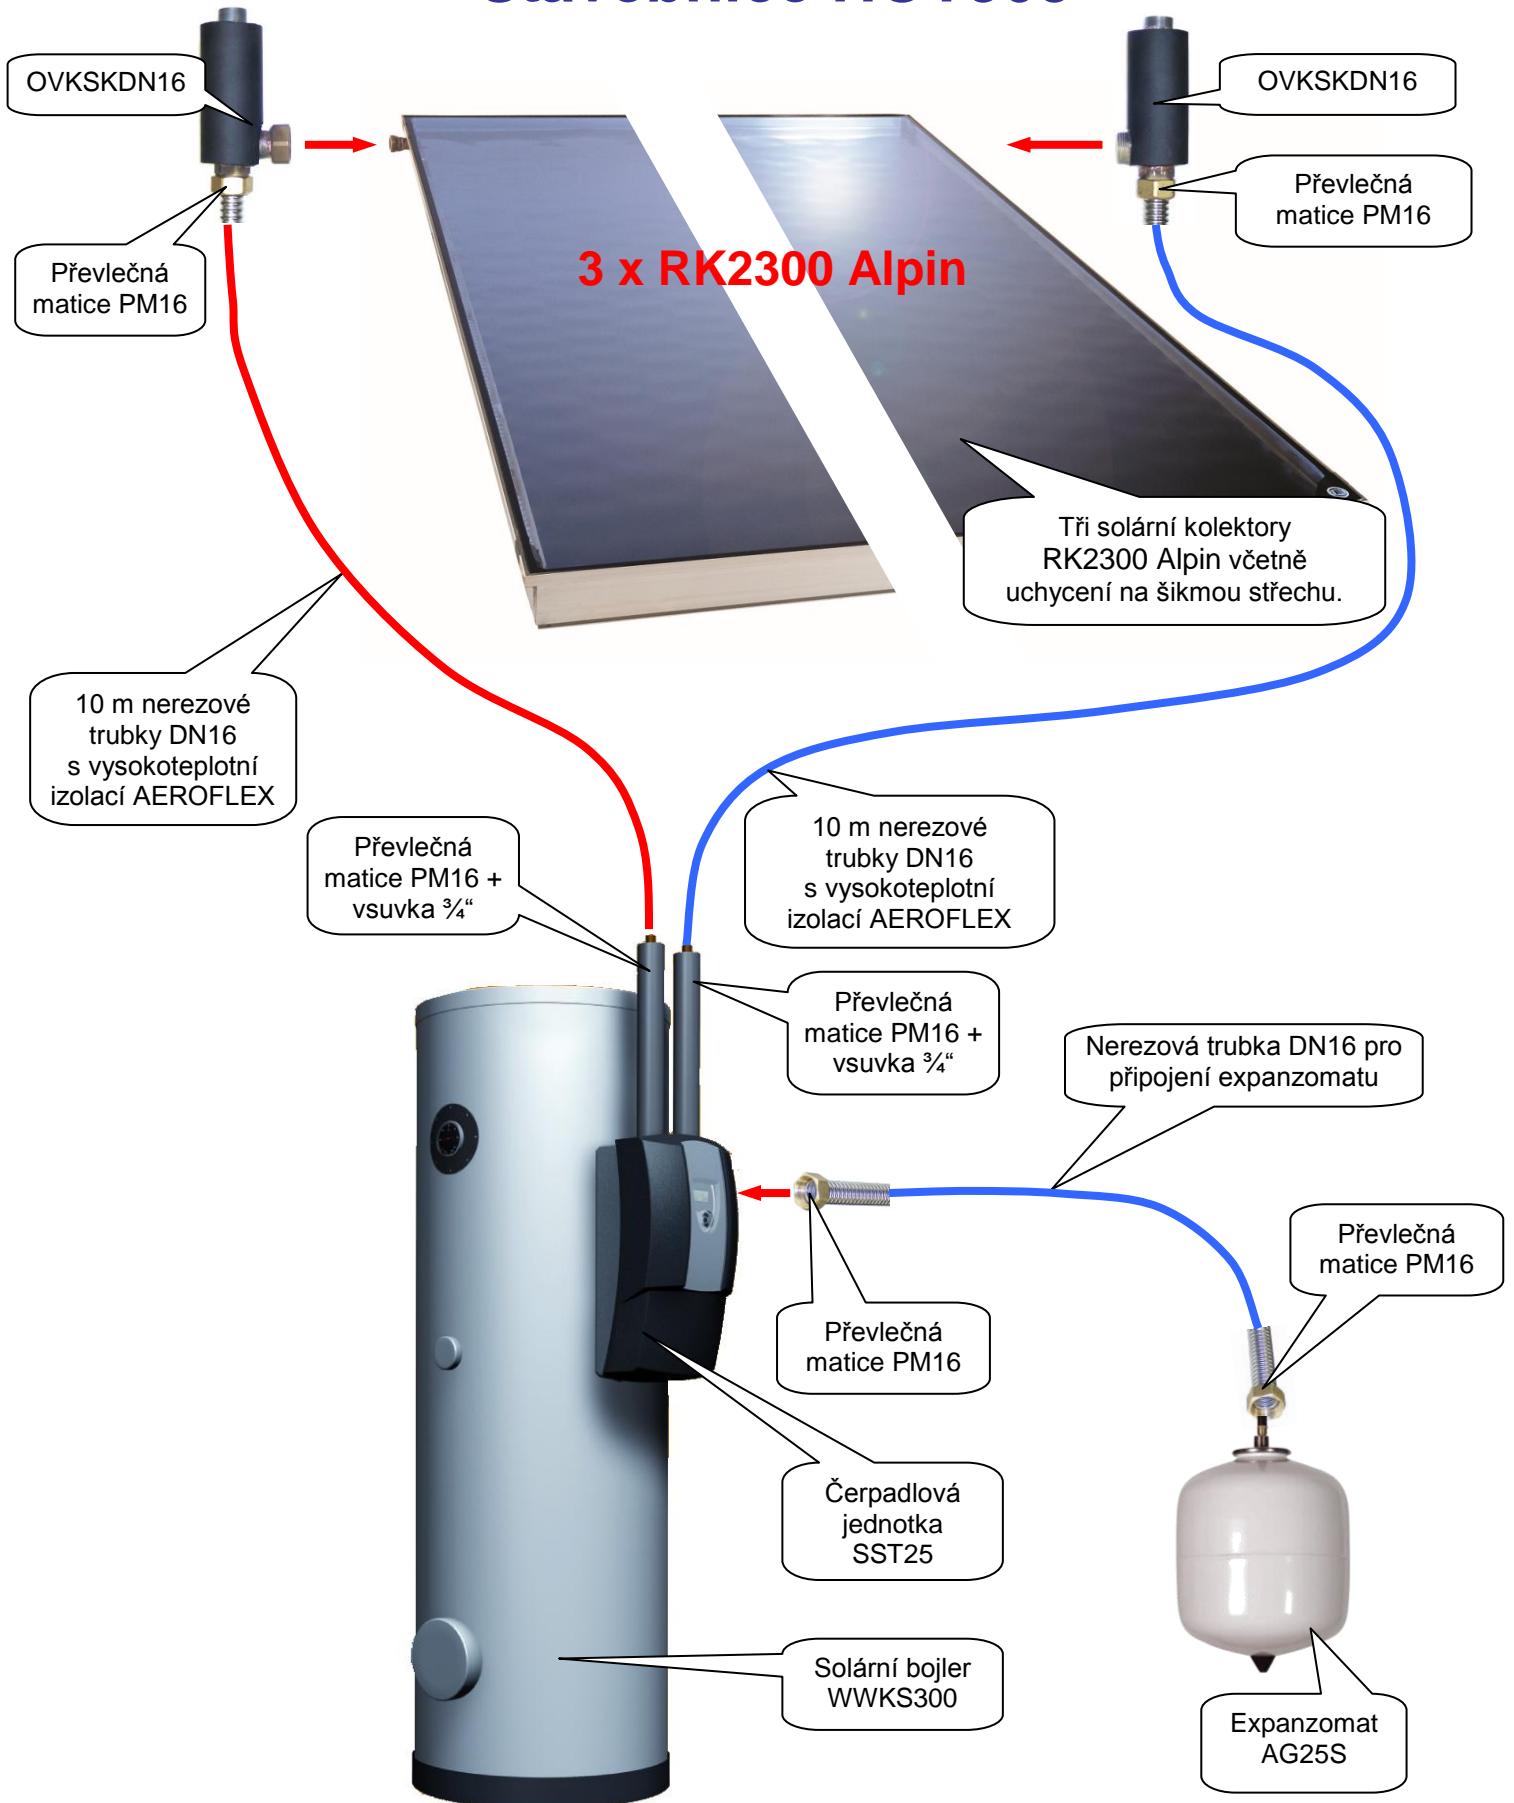 OVKSKDN16
OVKSKDN16
Převlečná
matice PM16
Převlečná
matice PM16
3 x RK2300 Alpin
Tři solární kolektory
RK2300 Alpin včetně
uchycení na šikmou střechu.
10 m nerezové
trubky DN16
s vysokoteplotní
izolací AEROFLEX
10 m nerezové
trubky DN16
s vysokoteplotní
izolací AEROFLEX
Převlečná
matice PM16 +
vsuvka ¾“
Převlečná
matice PM16 +
vsuvka ¾“
Nerezová trubka DN16 pro
připojení expanzomatu
Převlečná
matice PM16
Převlečná
matice PM16
Čerpadlová
jednotka
SST25
Solární bojler
WWKS300
Expanzomat
AG25S